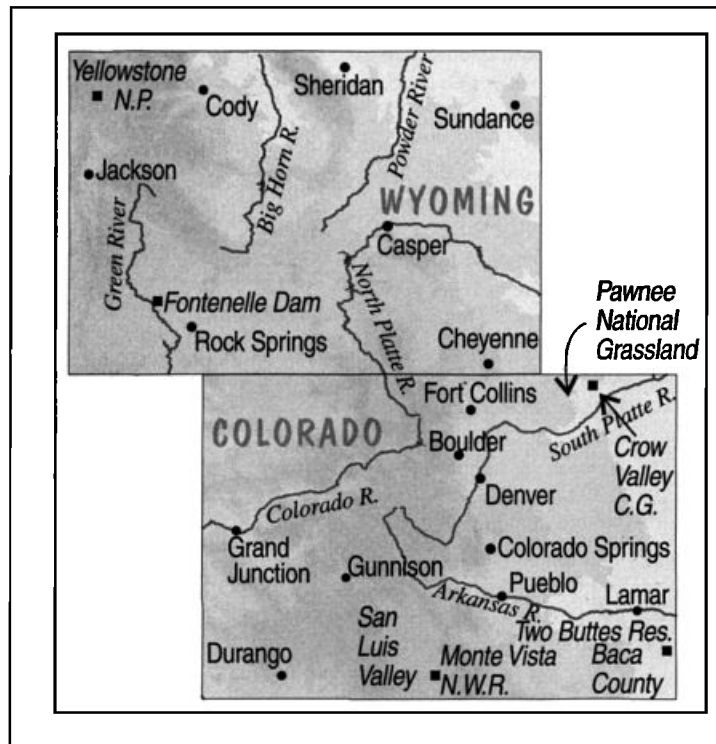 Yellowstone
N.P.
Cody
Sheridan
Powder River
Sundance
Jackson
Big Horn R.
WYOMING
Green River
Casper
Fontenelle Dam
North Platte R.
Rock Springs
Cheyenne
Pawnee
National
Grassland
Fort Collins
South Platte R.
COLORADO
Boulder
Crow
Valley
C.G.
Denver
Colorado R.
Grand
Junction
Colorado Springs
Gunnison
Pueblo
Arkansas R.
Lamar
San
Luis
Valley
Two Buttes Res.
Durango
Monte Vista
N.W.R.
Baca
County